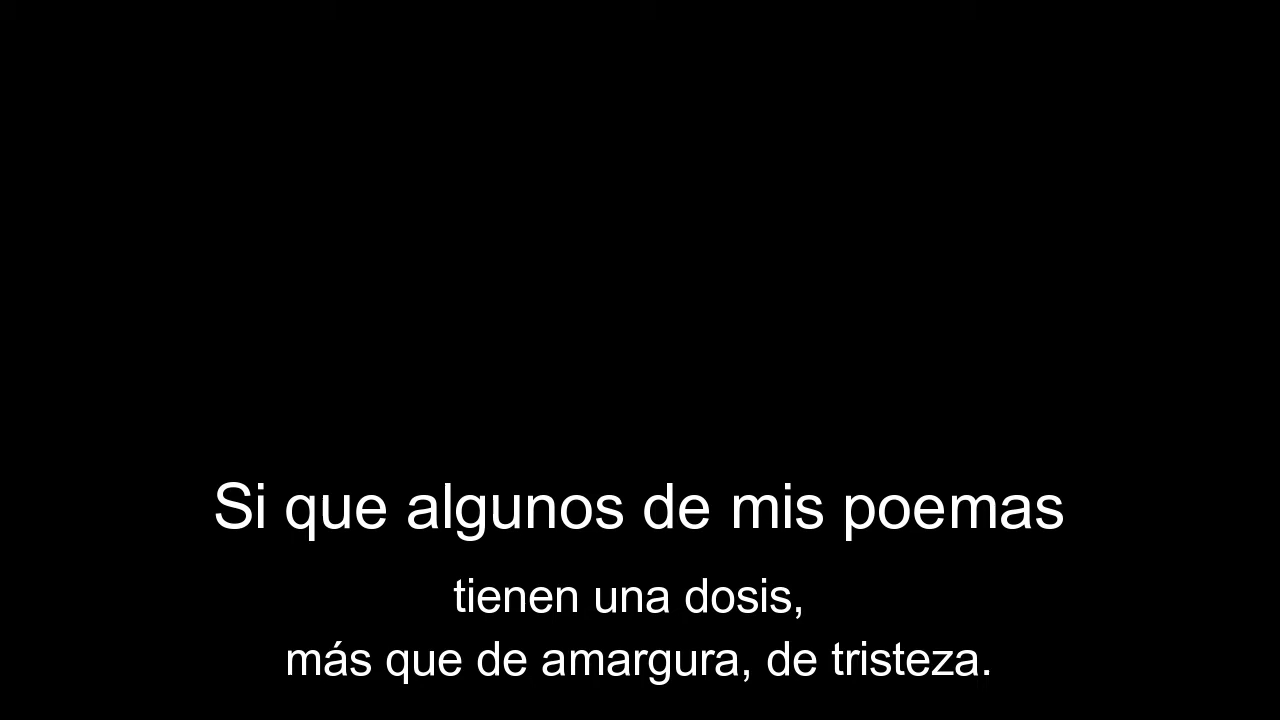 Si que algunos de mis poemas
tienen una dosis,
más que de amargura, de tristeza.